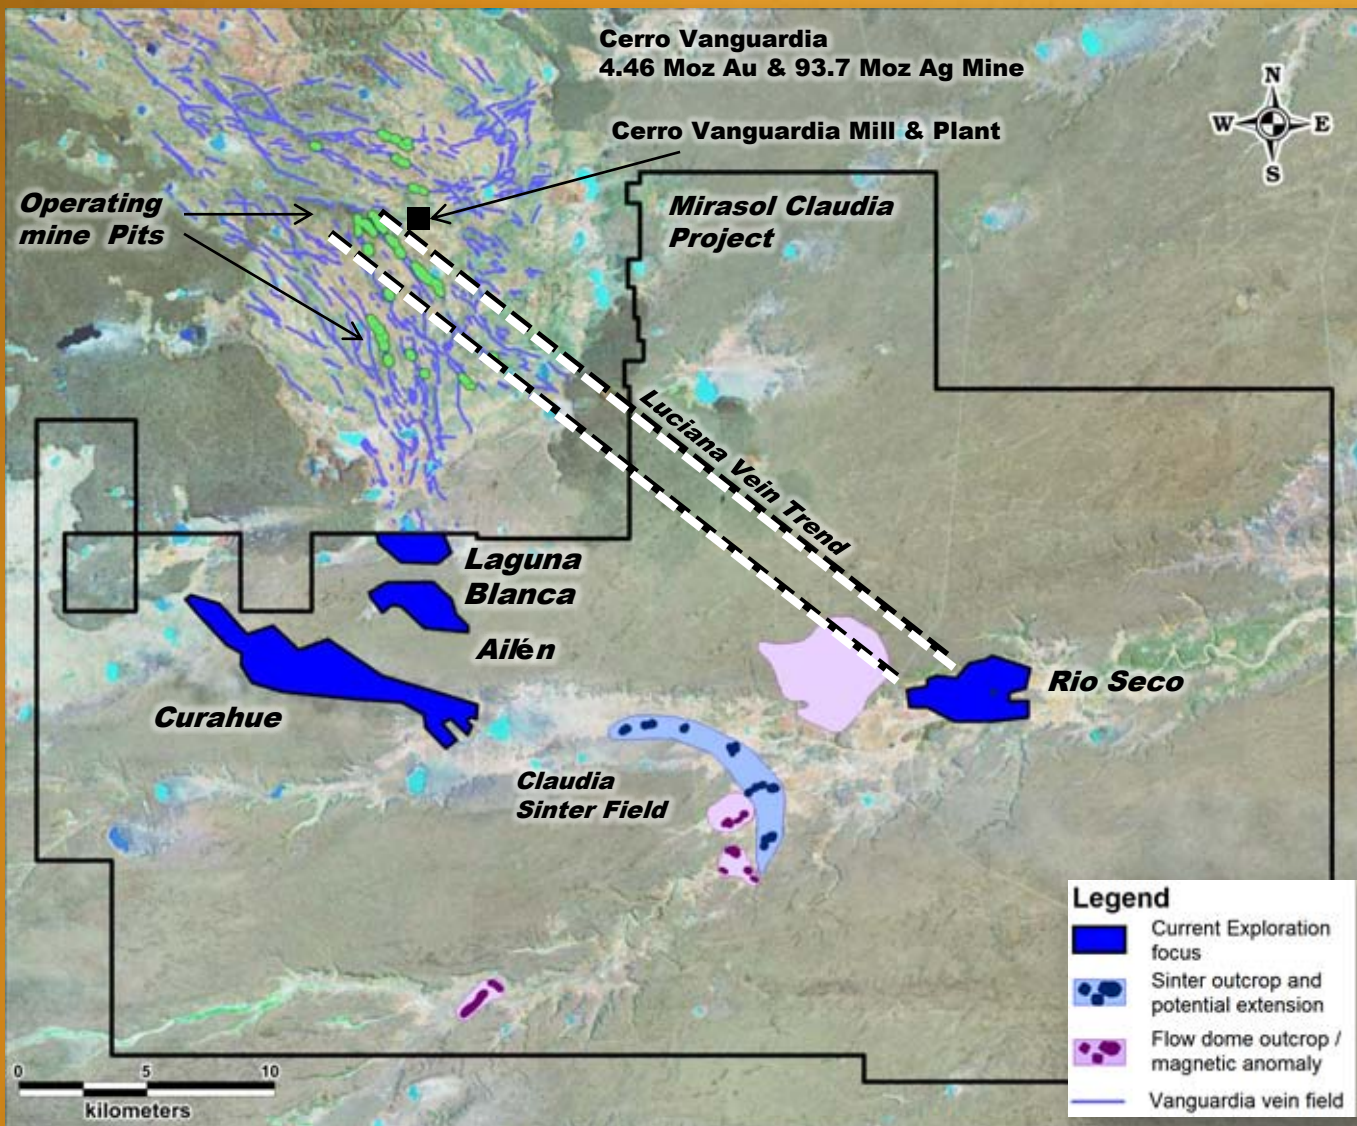 Cerro Vanguardia
4.46 Moz Au & 93.7 Moz Ag Mine
N
W
E
S
Cerro Vanguardia Mill & Plant
Operating
mine Pits
Mirasol Claudia
Project
Luciana Vein Trend
Laguna
Blanca
Ailén
Rio Seco
Curahue
Claudia
Sinter Field
Legend
Current Exploration
focus
Sinter outcrop and
potential extension
Flow dome outcrop /
magnetic anomaly
Vanguardia vein field
0 5 10
kilometers